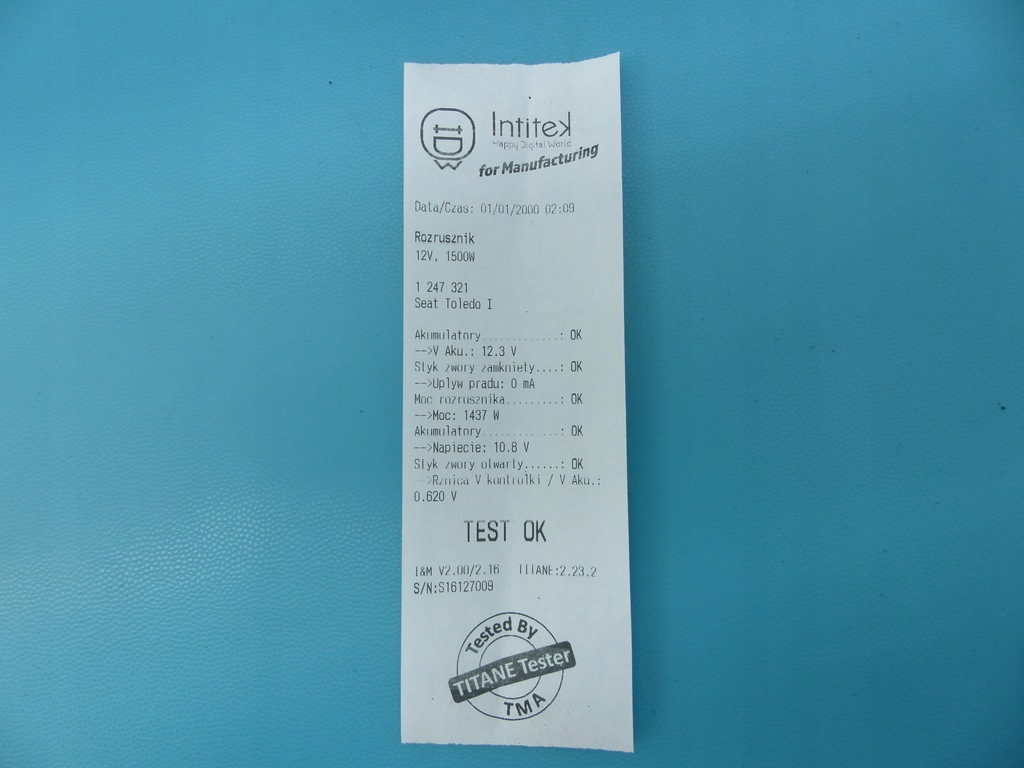 Intitek
Happy Digital World
for Manufacturing
Data/Czas: 01/01/2000 02:09
Rozrusznik
12V, 1500W
1 247 321
Seat Toledo I
Akumulatory.............: OK
-->V Aku.: 12.3 V
Styk zwory zamkniety....: OK
-->Uplyw pradu: 0 mA
Moc rozrusznika.........: OK
-->Moc: 1437 W
Akumulatory.............: OK
-->Napiecie: 10.8 V
Styk zwory otwarty......: OK
-->Rznica V kontrolki / V Aku.:
0.620 V
TEST OK
I&M V2.00/2.16 TITANE:2.23.2
S/N:S16127009
Tested By
TITANE Tester
TMA